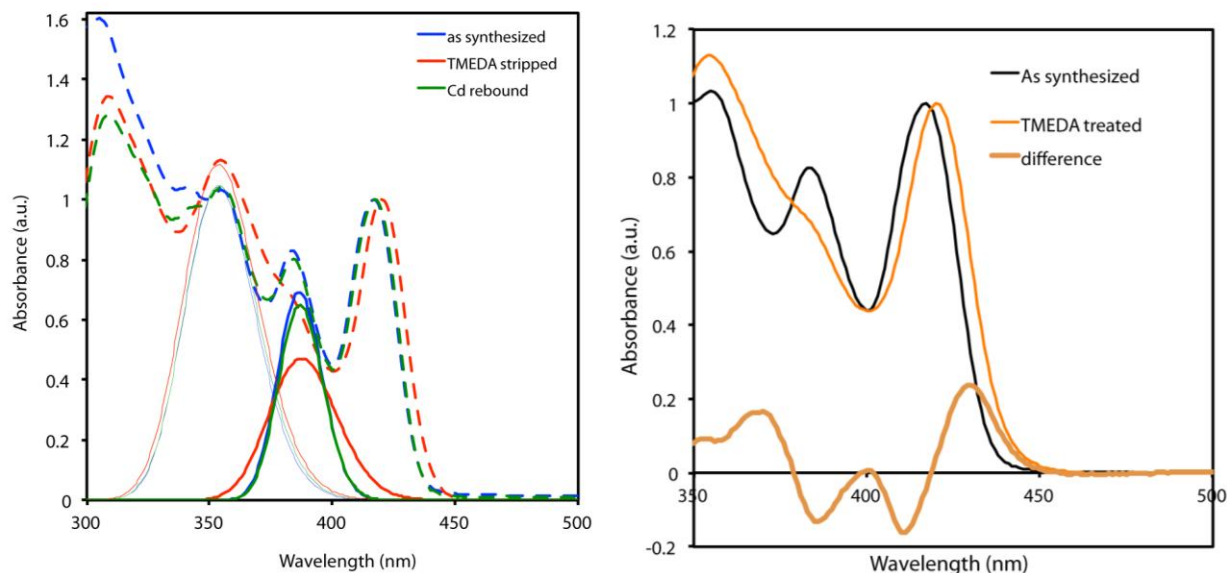 1.6
1.4
1.2
1
0.8
0.6
0.4
0.2
0
300
350
400
450
500
Absorbance (a.u.)
Wavelength (nm)
as synthesized
TMEDA stripped
Cd rebound
1.2
1
0.8
0.6
0.4
0.2
0
-0.2
350
400
450
500
Absorbance (a.u.)
Wavelength (nm)
As synthesized
TMEDA treated
difference